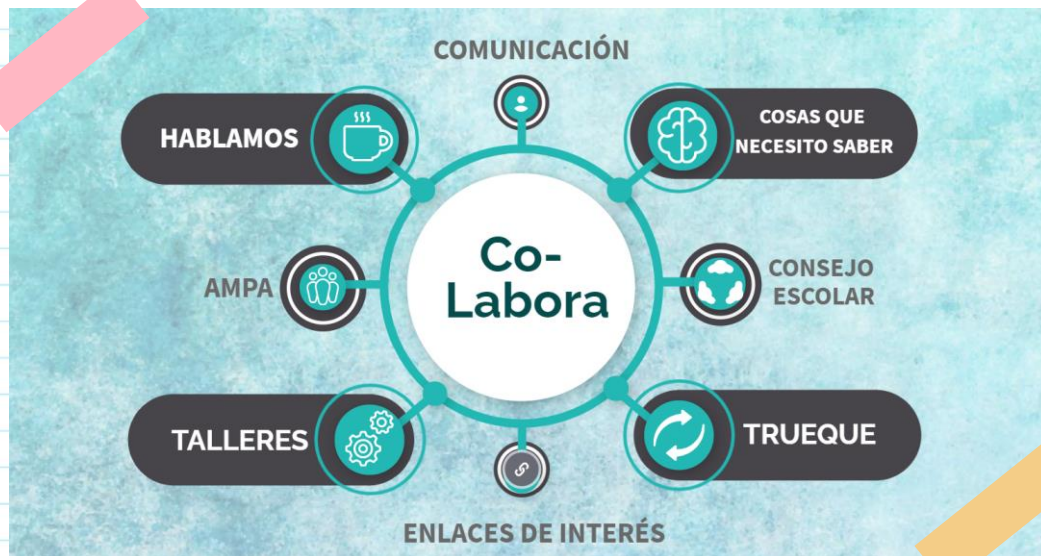 COMUNICACIÓN
HABLAMOS
COSAS QUE
NECESITO SABER
AMPA
Co-
Labora
CONSEJO
ESCOLAR
TALLERES
TRUEQUE
ENLACES DE INTERÉS